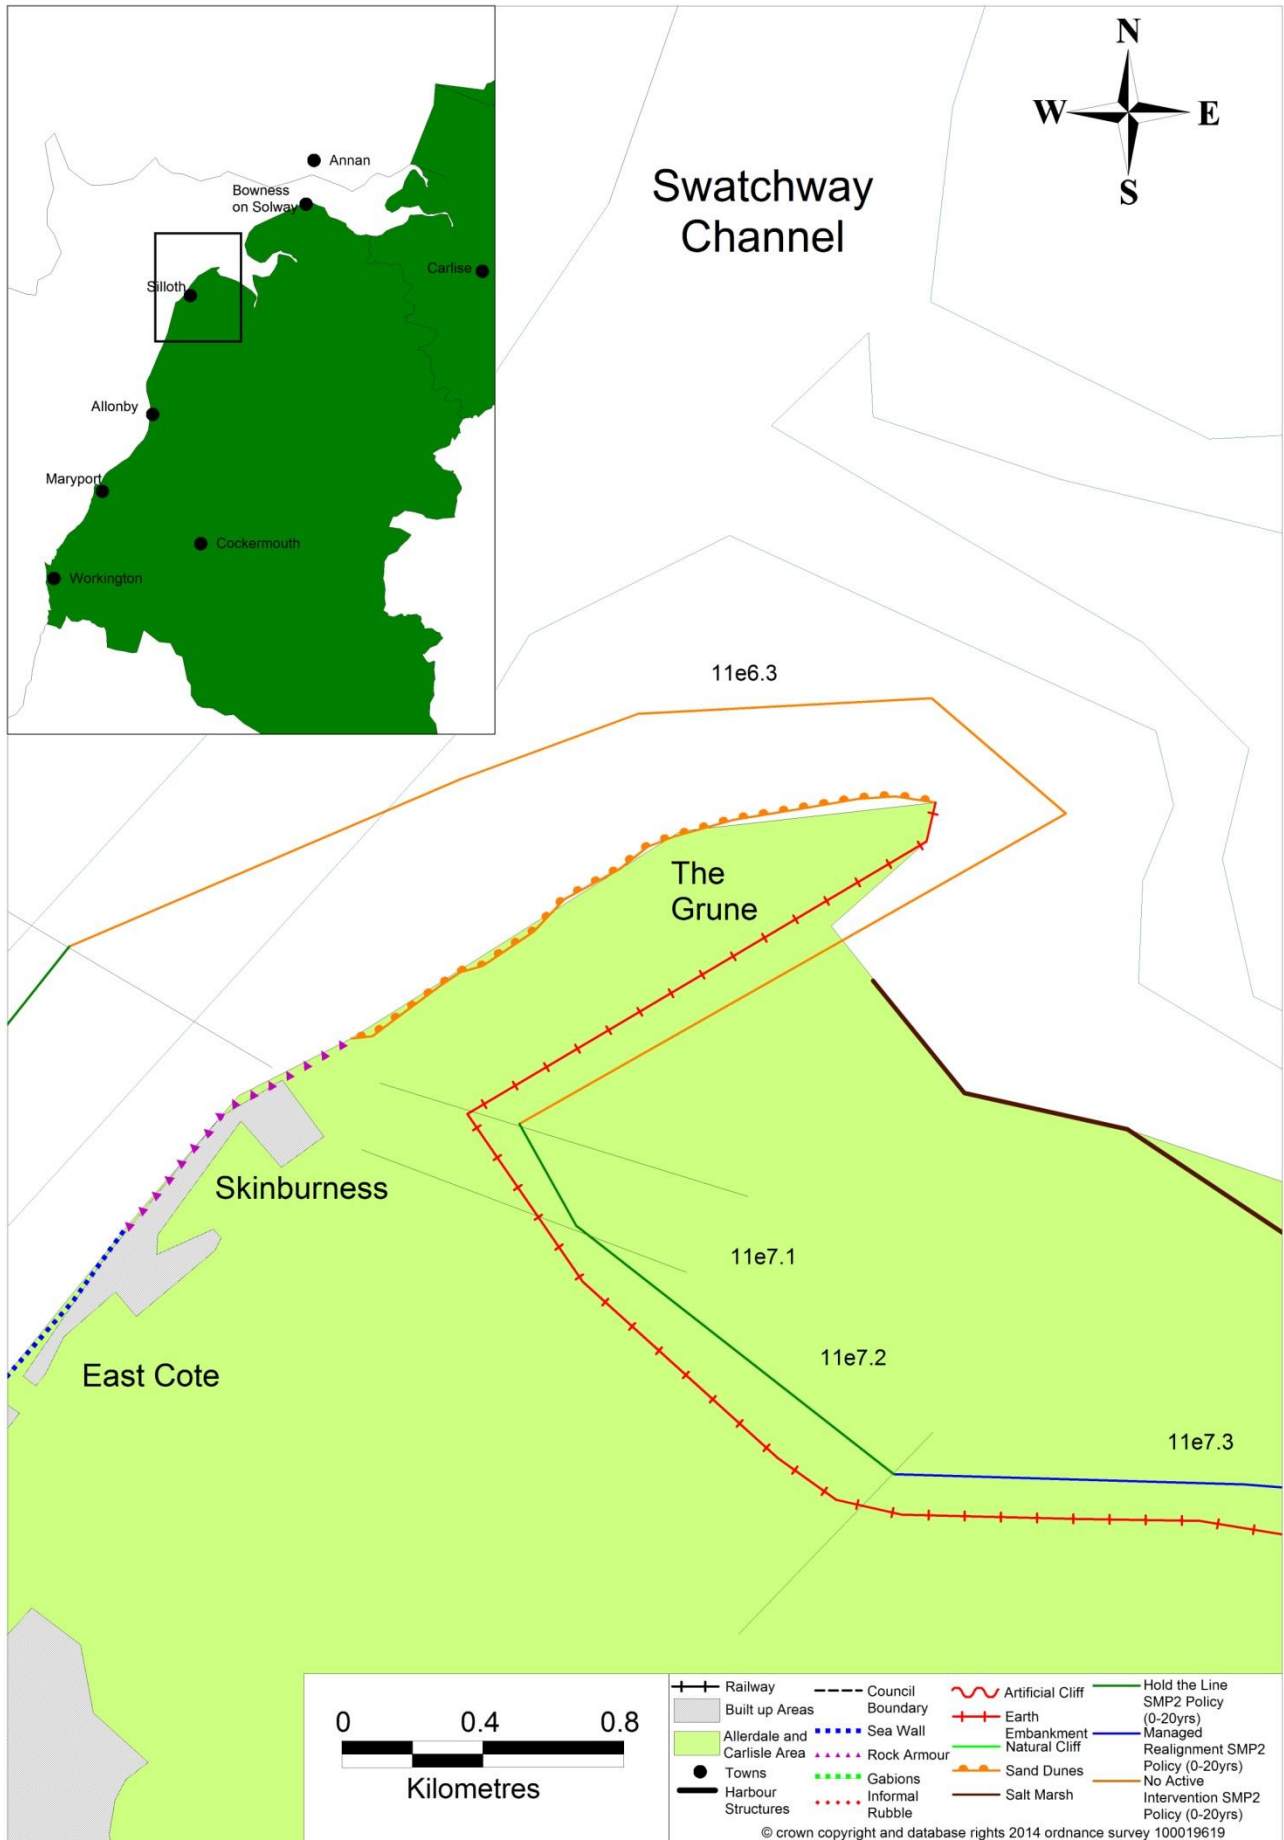 N
W
E
S
Annan
Bowness
on Solway
Carlise
Silloth
Allonby
Maryport
Cockermouth
Workington
Swatchway
Channel
11e6.3
The
Grune
Skinburness
11e7.1
East Cote
11e7.2
11e7.3
0 0.4 0.8
Kilometres
Railway
Built up Areas
Allerdale and
Carlisle Area
Towns
Harbour
Structures
Council
Boundary
Sea Wall
Rock Armour
Gabions
Informal
Rubble
Artificial Cliff
Earth
Embankment
Natural Cliff
Sand Dunes
Salt Marsh
Hold the Line
SMP2 Policy
(0-20yrs)
Managed
Realignment SMP2
Policy (0-20yrs)
No Active
Intervention SMP2
Policy (0-20yrs)
© crown copyright and database rights 2014 ordnance survey 100019619